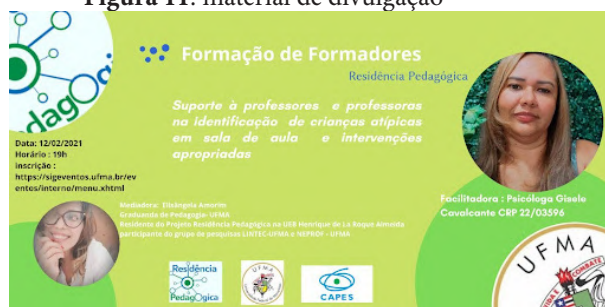 Figura 11: material de divulgação
Formação de Formadores
Residência Pedagógica
Suporte à professores e professoras
na identificação de crianças atípicas
em sala de aula e intervenções
apropriadas
Data: 12/02/2021
Horário : 19h
inscrição :
https://sigeventos.ufma.br/ev
entos/interno/menu.xhtml
Mediadora: Elisângela Amorim
Graduanda de Pedagogia- UFMA
Residente do Projeto Residência Pedagógica na UEB Henrique de La Roque Almeida
participante do grupo de pesquisas LINTEC-UFMA e NEPROF - UFMA
Facilitadora : Psicóloga Gisele
Cavalcante CRP 22/03596
Residência
PedagÓgica
UFMA
CAPES
UFMA